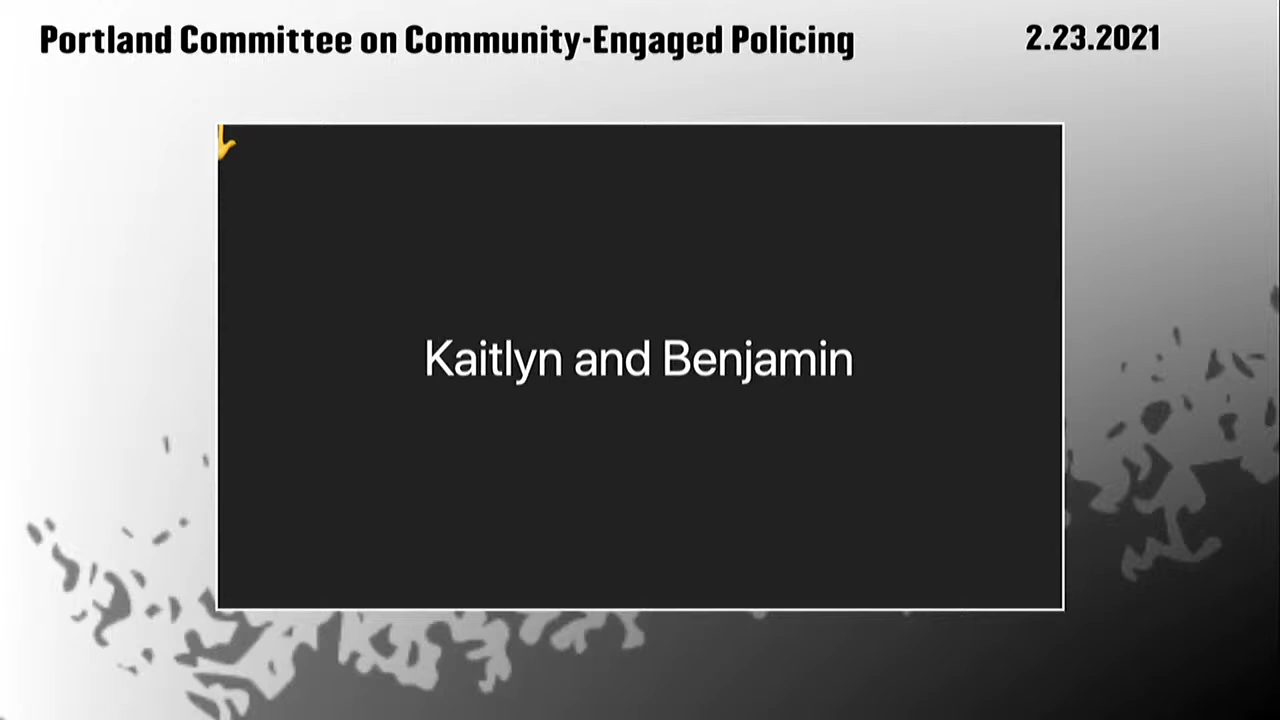 Portland Committee on Community-Engaged Policing
2.23.2021
Kaitlyn and Benjamin